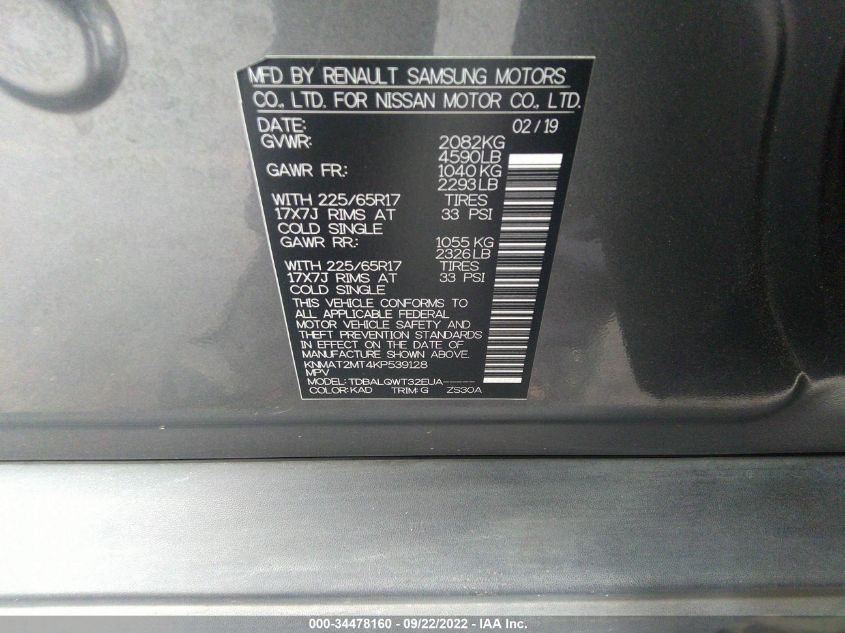 MFD BY RENAULT SAMSUNG MOTORS
CO., LTD. FOR NISSAN MOTOR CO., LTD.
DATE: 02/19
GVWR: 2082KG
4590LB
GAWR FR.: 1040 KG
2293LB
WITH 225/65R17 TIRES
17X7J RIMS AT 33 PSI
COLD SINGLE
GAWR RR.: 1055 KG
2326LB
WITH 225/65R17 TIRES
17X7J RIMS AT 33 PSI
COLD SINGLE
THIS VEHICLE CONFORMS TO
ALL APPLICABLE FEDERAL
MOTOR VEHICLE SAFETY AND
THEFT PREVENTION STANDARDS
IN EFFECT ON THE DATE OF
MANUFACTURE SHOWN ABOVE.
KNMAT2MT4KP539128
MPV
MODEL: TDBALQWT32EUA-----
COLOR: KAD TRIM: G ZS30A
000-34478160 - 09/22/2022 - IAA Inc.